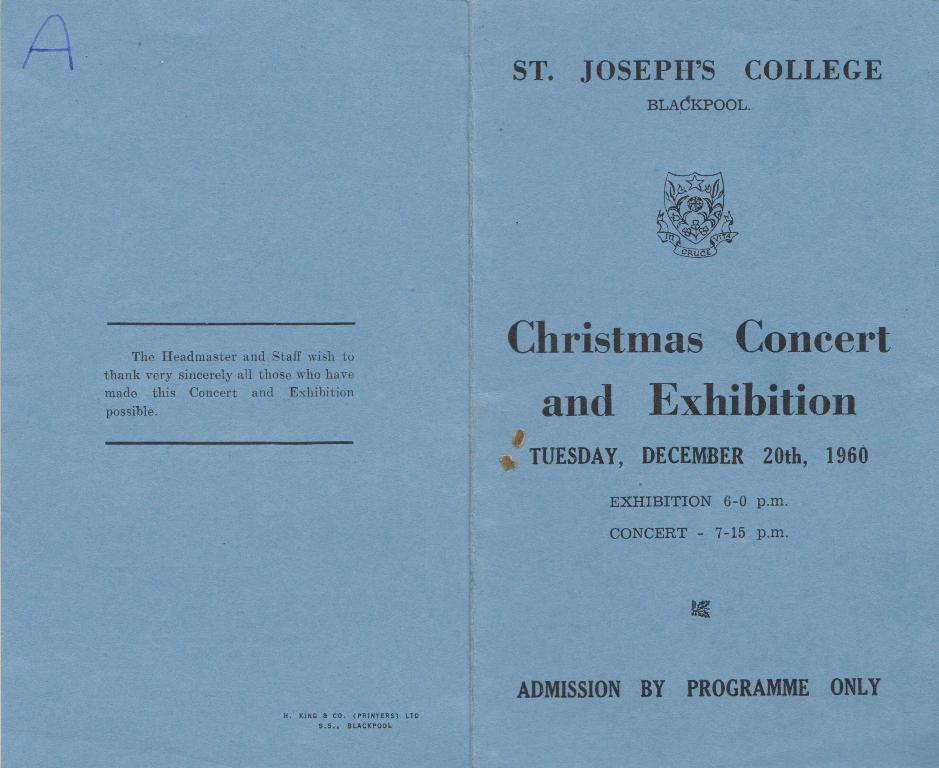 A
The Headmaster and Staff wish to
thank very sincerely all those who have
made this Concert and Exhibition
possible.
H. KING & CO. (PRINTERS) LTD.
S.S., BLACKPOOL
ST. JOSEPH'S COLLEGE
BLACKPOOL.
IN CRUCE VITA
Christmas Concert
and Exhibition
TUESDAY, DECEMBER 20th, 1960
EXHIBITION 6-0 p.m.
CONCERT - 7-15 p.m.
ADMISSION BY PROGRAMME ONLY